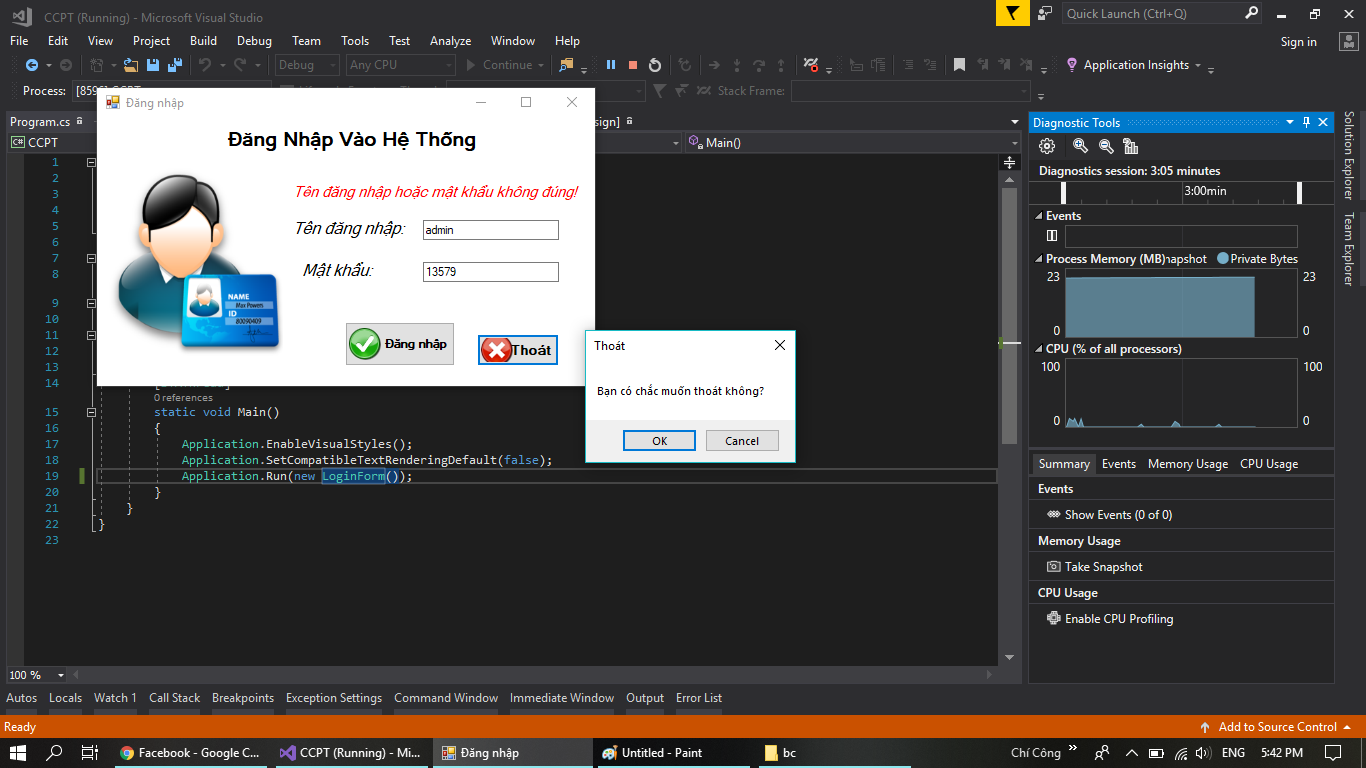 CCPT (Running) - Microsoft Visual Studio
Quick Launch (Ctrl+Q)
File Edit View Project Build Debug Team Tools Test Analyze Window Help
Sign in
Debug Any CPU Continue Application Insights
Process: Stack Frame:
Program.cs
CCPT
Main()
Đăng nhập
Đăng Nhập Vào Hệ Thống
Tên đăng nhập hoặc mật khẩu không đúng!
Tên đăng nhập: admin
Mật khẩu: 13579
NAME
Max Powers
ID
80090409
Đăng nhập
Thoát
Thoát
Bạn có chắc muốn thoát không?
OK Cancel
1
2
3
4
5
6
7
8
9
10
11
12
13
14
0 references
15 static void Main()
16 {
17 Application.EnableVisualStyles();
18 Application.SetCompatibleTextRenderingDefault(false);
19 Application.Run(new LoginForm());
20 }
21 }
22 }
23
100 %
Diagnostic Tools
Diagnostics session: 3:05 minutes
3:00min
Events
Process Memory (MB) Private Bytes
23 23
0 0
CPU (% of all processors)
100 100
0 0
Summary Events Memory Usage CPU Usage
Events
Show Events (0 of 0)
Memory Usage
Take Snapshot
CPU Usage
Enable CPU Profiling
Solution Explorer
Team Explorer
Autos Locals Watch 1 Call Stack Breakpoints Exception Settings Command Window Immediate Window Output Error List
Ready
Add to Source Control
Facebook - Google C...
CCPT (Running) - Mi...
Đăng nhập
Untitled - Paint
bc
Chí Công
ENG
5:42 PM